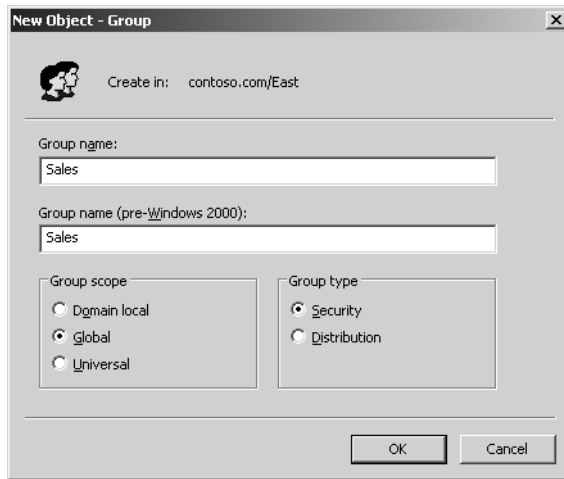 New Object - Group
Create in: contoso.com/East
Group name:
Sales
Group name (pre-Windows 2000):
Sales
Group scope
Domain local
Global
Universal
Group type
Security
Distribution
OK
Cancel